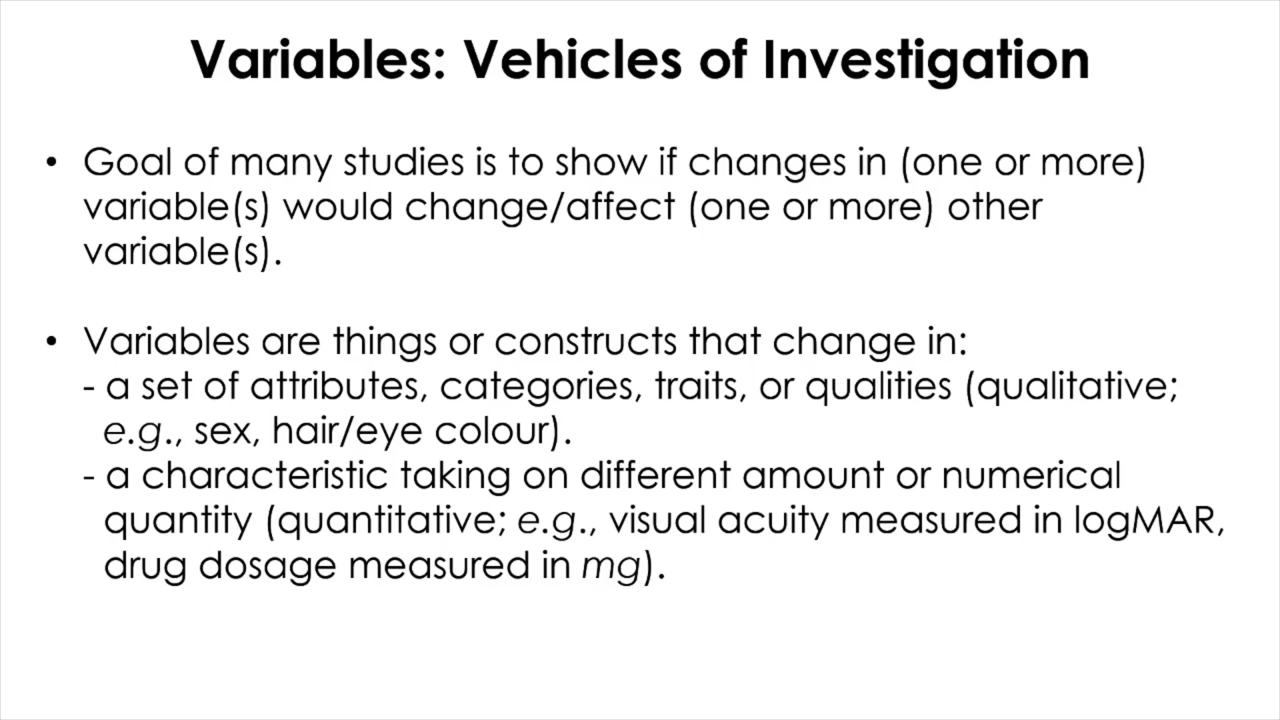 Variables: Vehicles of Investigation
• Goal of many studies is to show if changes in (one or more)
variable(s) would change/affect (one or more) other
variable(s).
• Variables are things or constructs that change in:
- a set of attributes, categories, traits, or qualities (qualitative;
e.g., sex, hair/eye colour).
- a characteristic taking on different amount or numerical
quantity (quantitative; e.g., visual acuity measured in logMAR,
drug dosage measured in mg).